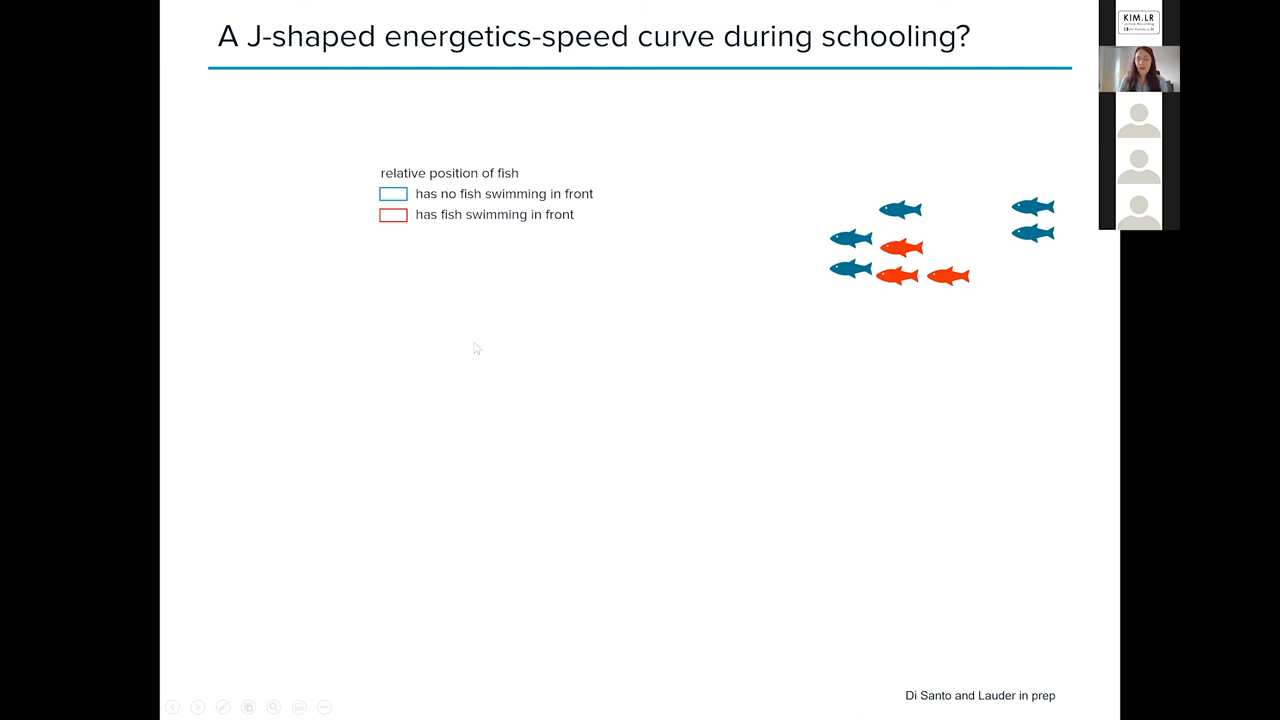 A J-shaped energetics-speed curve during schooling?
KIM.LR
relative position of fish
has no fish swimming in front
has fish swimming in front
Di Santo and Lauder in prep